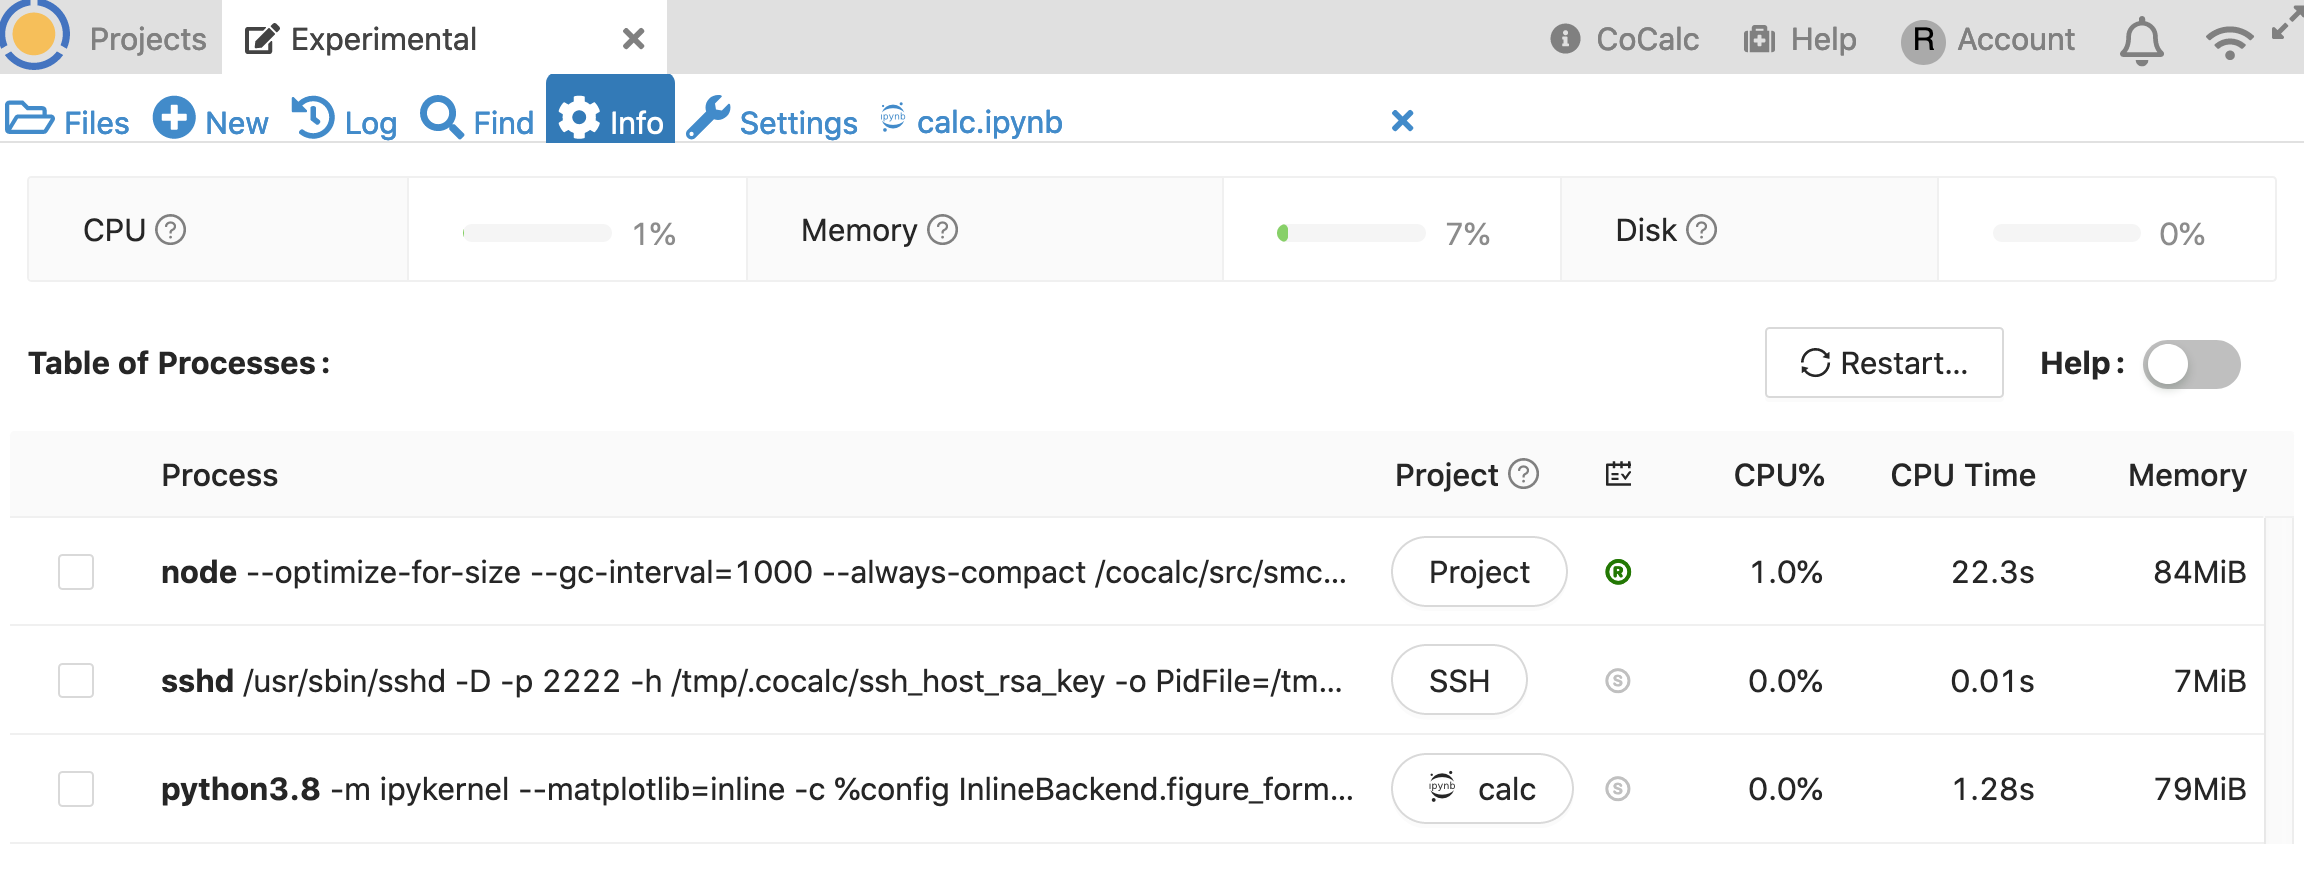 Projects Experimental CoCalc Help R Account
Files New Log Find Info Settings ipynb calc.ipynb
CPU ? 1% Memory ? 7% Disk ? 0%
Table of Processes: Restart... Help:
Process Project ? CPU% CPU Time Memory
node --optimize-for-size --gc-interval=1000 --always-compact /cocalc/src/smc... Project R 1.0% 22.3s 84MiB
sshd /usr/sbin/sshd -D -p 2222 -h /tmp/.cocalc/ssh_host_rsa_key -o PidFile=/tm... SSH S 0.0% 0.01s 7MiB
python3.8 -m ipykernel --matplotlib=inline -c %config InlineBackend.figure_form... ipynb calc S 0.0% 1.28s 79MiB